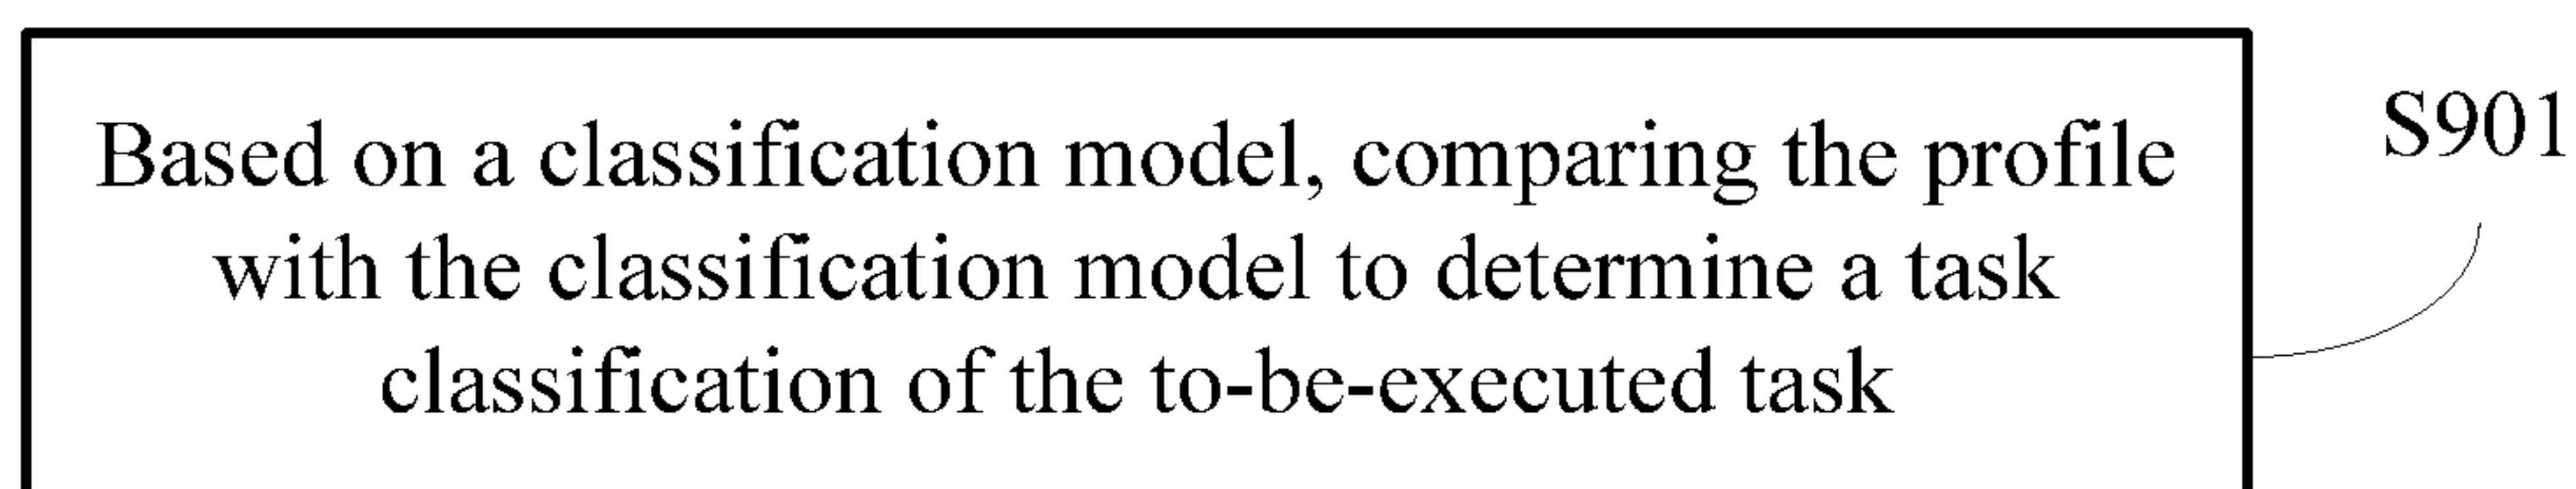 Based on a classification model, comparing the profile
with the classification model to determine a task
classification of the to-be-executed task
S901